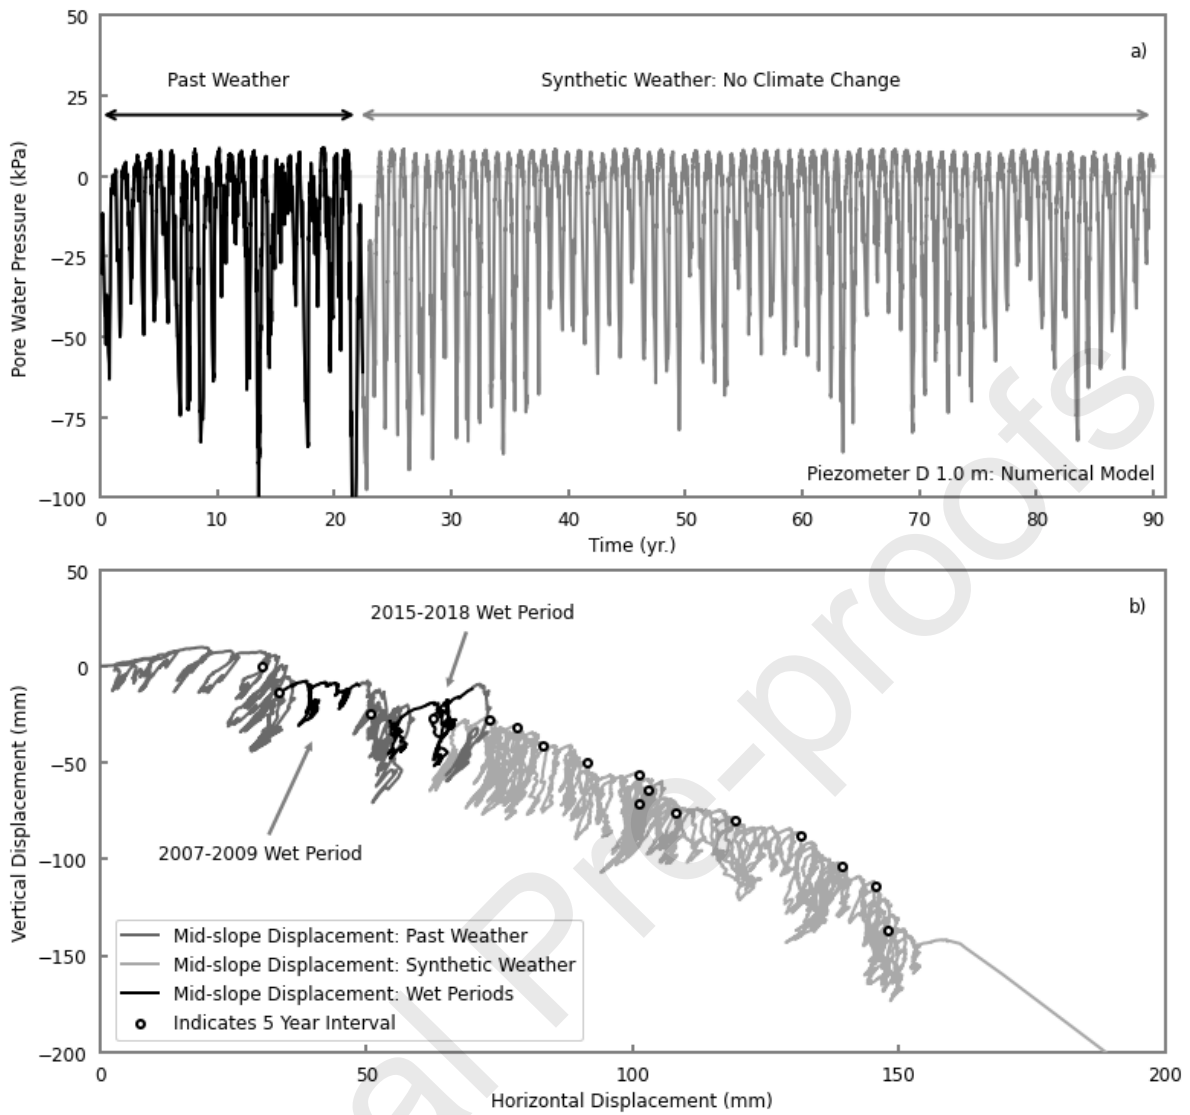 50
a)
Past Weather
Synthetic Weather: No Climate Change
25
0
−25
−50
−75
−100
Pore Water Pressure (kPa)
Piezometer D 1.0 m: Numerical Model
0 10 20 30 40 50 60 70 80 90
Time (yr.)
50
b)
2015-2018 Wet Period
0
−50
−100
−150
−200
Vertical Displacement (mm)
2007-2009 Wet Period
Mid-slope Displacement: Past Weather
Mid-slope Displacement: Synthetic Weather
Mid-slope Displacement: Wet Periods
Indicates 5 Year Interval
0 50 100 150 200
Horizontal Displacement (mm)
al Pre-proofs